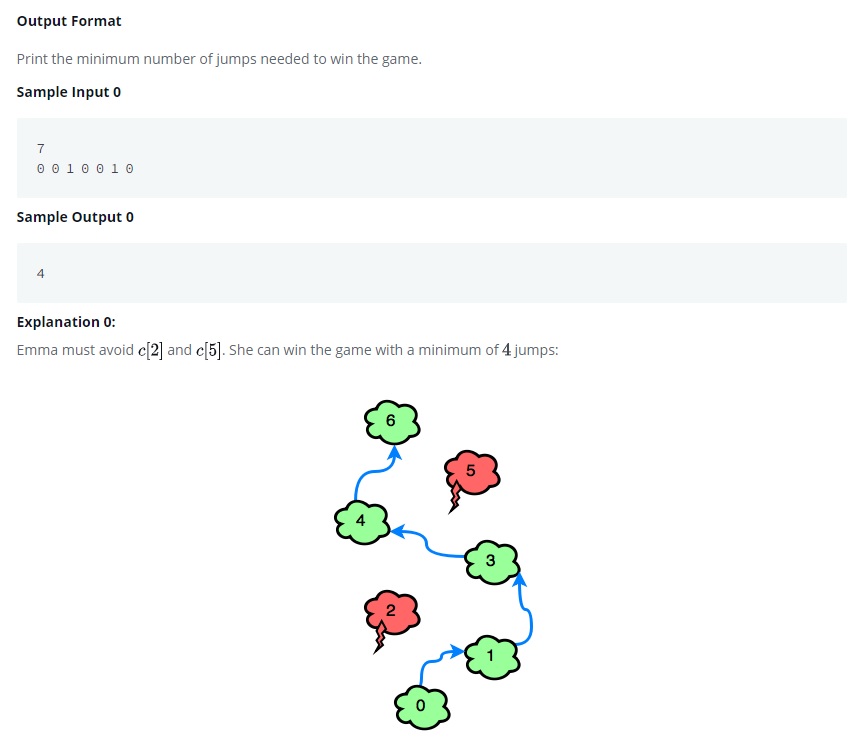 Output Format
Print the minimum number of jumps needed to win the game.
Sample Input 0
7
0 0 1 0 0 1 0
Sample Output 0
4
Explanation 0:
Emma must avoid c[2] and c[5]. She can win the game with a minimum of 4 jumps:
6
5
4
3
2
1
0